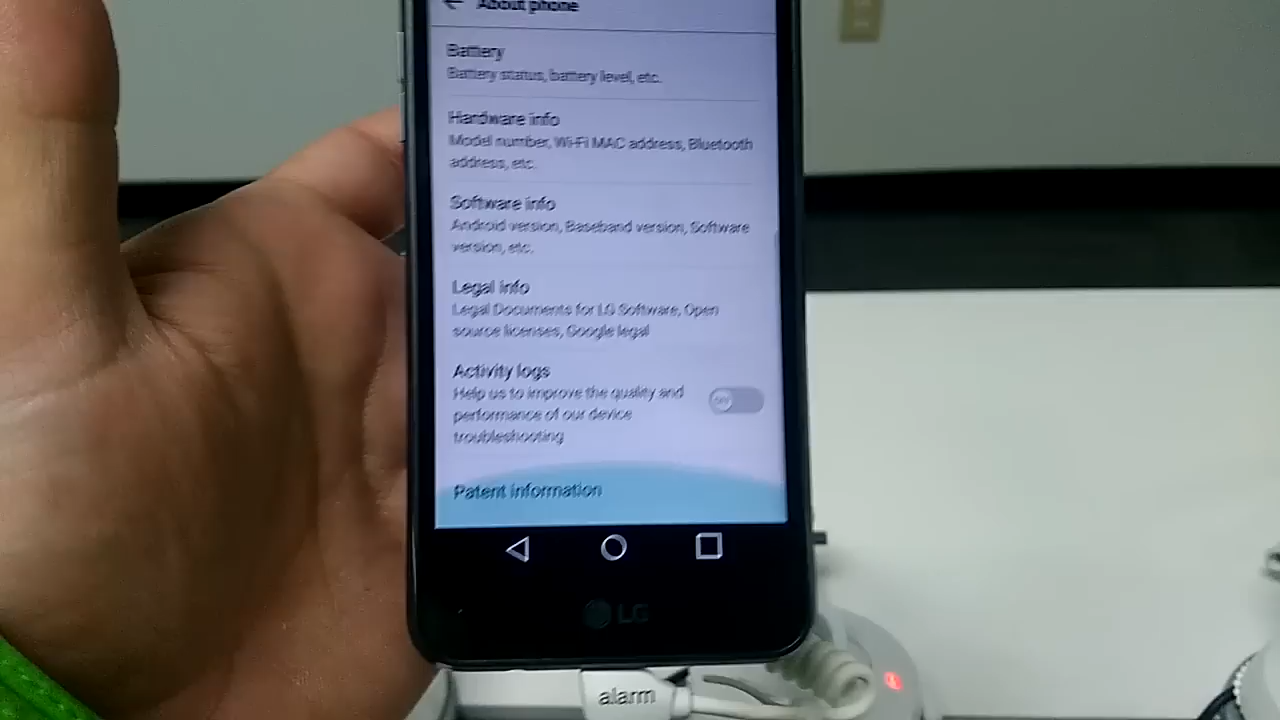 About phone
Battery
Battery status, battery level, etc.
Hardware info
Model number, Wi-Fi MAC address, Bluetooth
address, etc.
Software info
Android version, Baseband version, Software
version, etc.
Legal info
Legal Documents for LG Software, Open
source licenses, Google legal
Activity logs
Help us to improve the quality and
performance of our device
troubleshooting
OFF
Patent information
LG
alarm